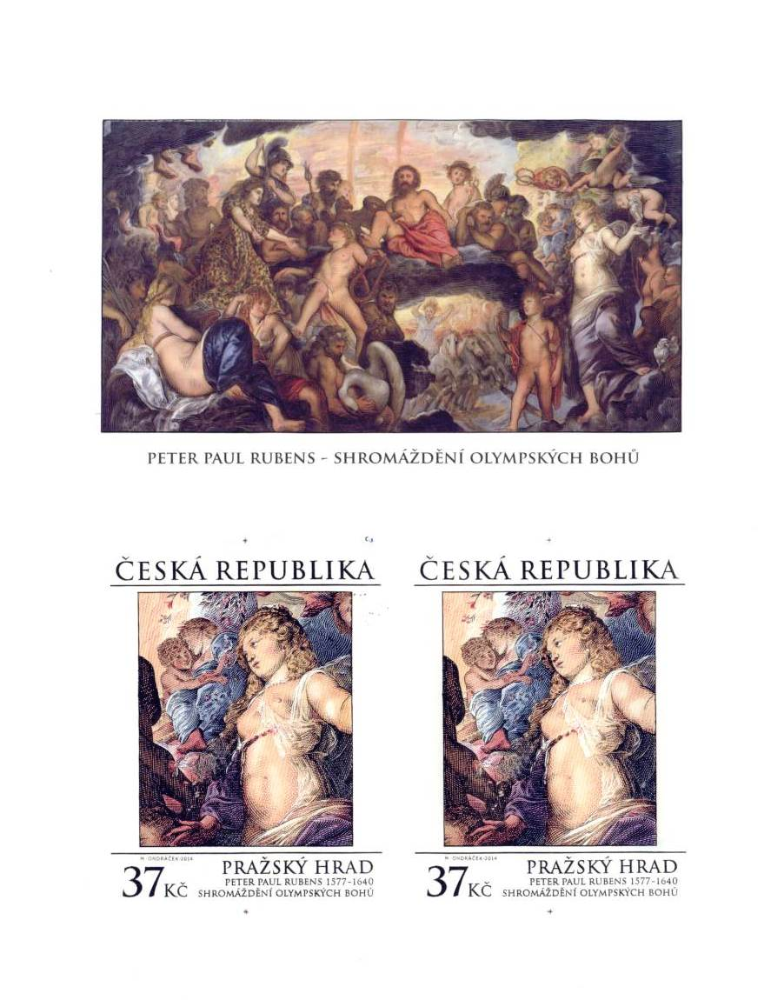 PETER PAUL RUBENS - SHROMÁŽDĚNÍ OLYMPSKÝCH BOHŮ
ČESKÁ REPUBLIKA
M·ONDRÁČEK·2014
37KČ
PRAŽSKÝ HRAD
PETER PAUL RUBENS 1577-1640
SHROMÁŽDĚNÍ OLYMPSKÝCH BOHŮ
ČESKÁ REPUBLIKA
M·ONDRÁČEK·2014
37KČ
PRAŽSKÝ HRAD
PETER PAUL RUBENS 1577-1640
SHROMÁŽDĚNÍ OLYMPSKÝCH BOHŮ